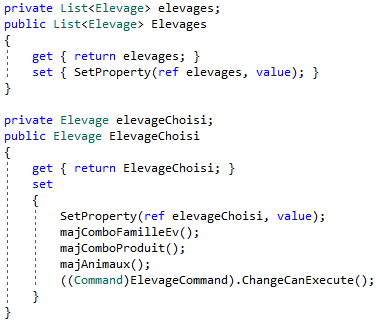 private List<Elevage> elevages;
public List<Elevage> Elevages
{
get { return elevages; }
set { SetProperty(ref elevages, value); }
}
private Elevage elevageChoisi;
public Elevage ElevageChoisi
{
get { return ElevageChoisi; }
set
{
SetProperty(ref elevageChoisi, value);
majComboFamilleEv();
majComboProduit();
majAnimaux();
((Command)ElevageCommand).ChangeCanExecute();
}
}